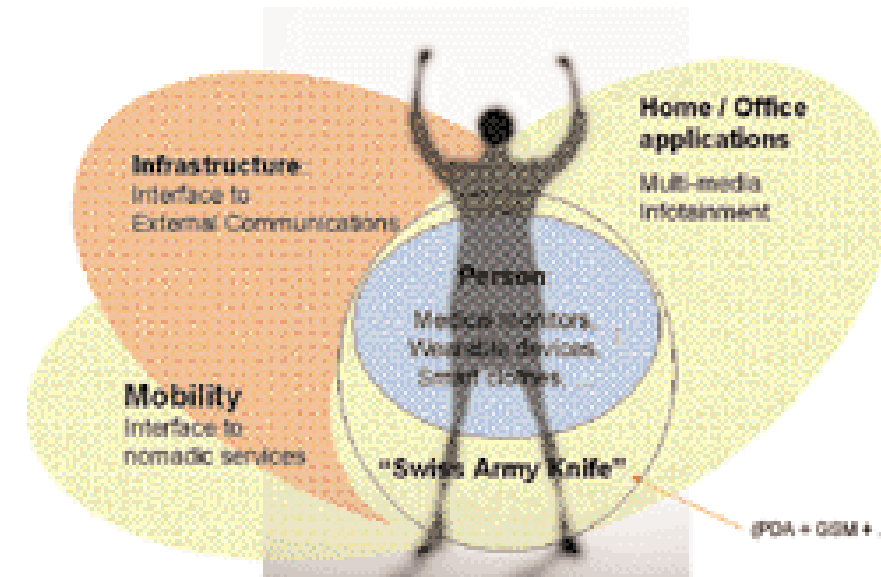 Home / Office
applications
Multi-media
Infotainment
Infrastructure
Interface to
External Communications
Person
Medical monitors,
Wearable devices,
Smart clothes, ...
Mobility
Interface to
nomadic services
“Swiss Army Knife”
(PDA + GSM + .